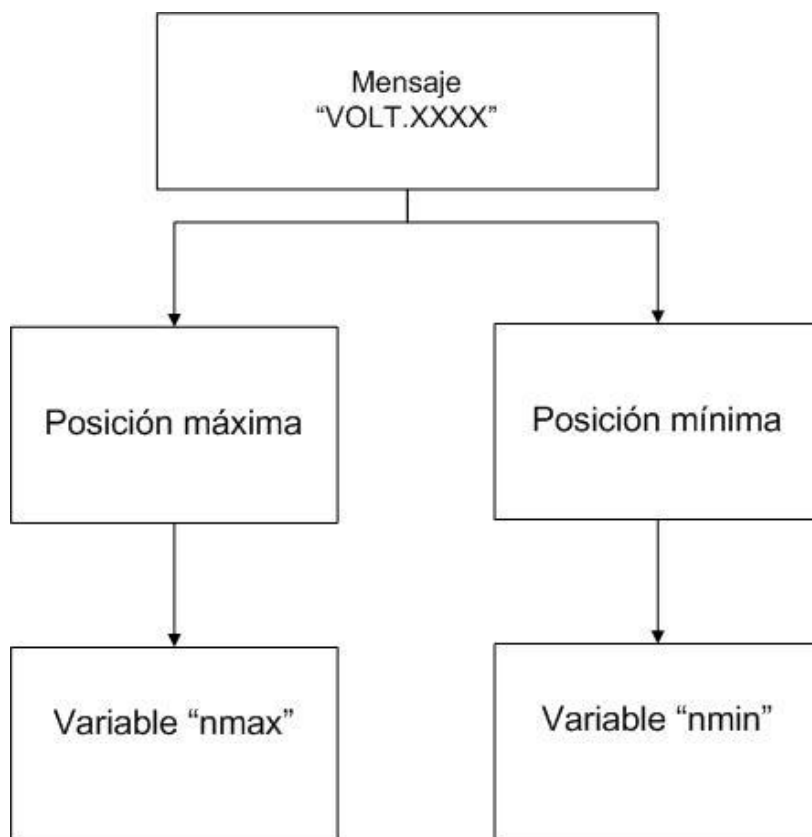 Mensaje
“VOLT.XXXX”
Posición máxima
Posición mínima
Variable “nmax”
Variable “nmin”